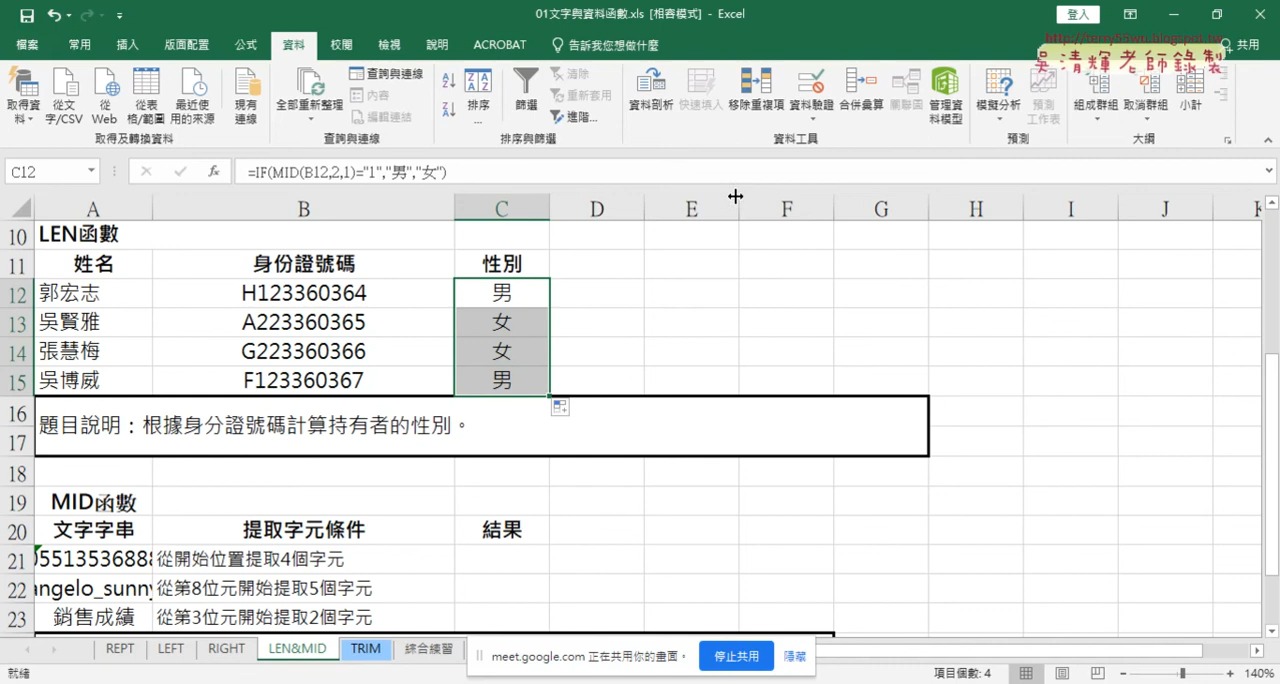 01文字與資料函數.xls [相容模式] - Excel
登入
http://terry55wu.blogspot.tw
吳清輝老師錄製
檔案 常用 插入 版面配置 公式 資料 校閱 檢視 說明 ACROBAT 告訴我您想做什麼 共用
取得資料 從文字/CSV 從Web 從表格/範圍 最近使用的來源 現有連線
取得及轉換資料
全部重新整理 查詢與連線 內容 編輯連結
查詢與連線
排序... 篩選 清除 重新套用 進階...
排序與篩選
資料剖析 快速填入 移除重複項 資料驗證 合併彙算 關聯圖 管理資料模型
資料工具
模擬分析 預測工作表
預測
組成群組 取消群組 小計
大綱
C12 fx =IF(MID(B12,2,1)="1","男","女")
A B C D E F G H I J K
10 LEN函數
11 姓名 身份證號碼 性別
12 郭宏志 H123360364 男
13 吳賢雅 A223360365 女
14 張慧梅 G223360366 女
15 吳博威 F123360367 男
16 題目說明：根據身分證號碼計算持有者的性別。
17
18
19 MID函數
20 文字字串 提取字元條件 結果
21 0551353688 從開始位置提取4個字元
22 angelo_sunny 從第8位元開始提取5個字元
23 銷售成績 從第3位元開始提取2個字元
REPT LEFT RIGHT LEN&MID TRIM 綜合練習
meet.google.com 正在共用你的畫面。 停止共用 隱藏
就緒 項目個數: 4 140%